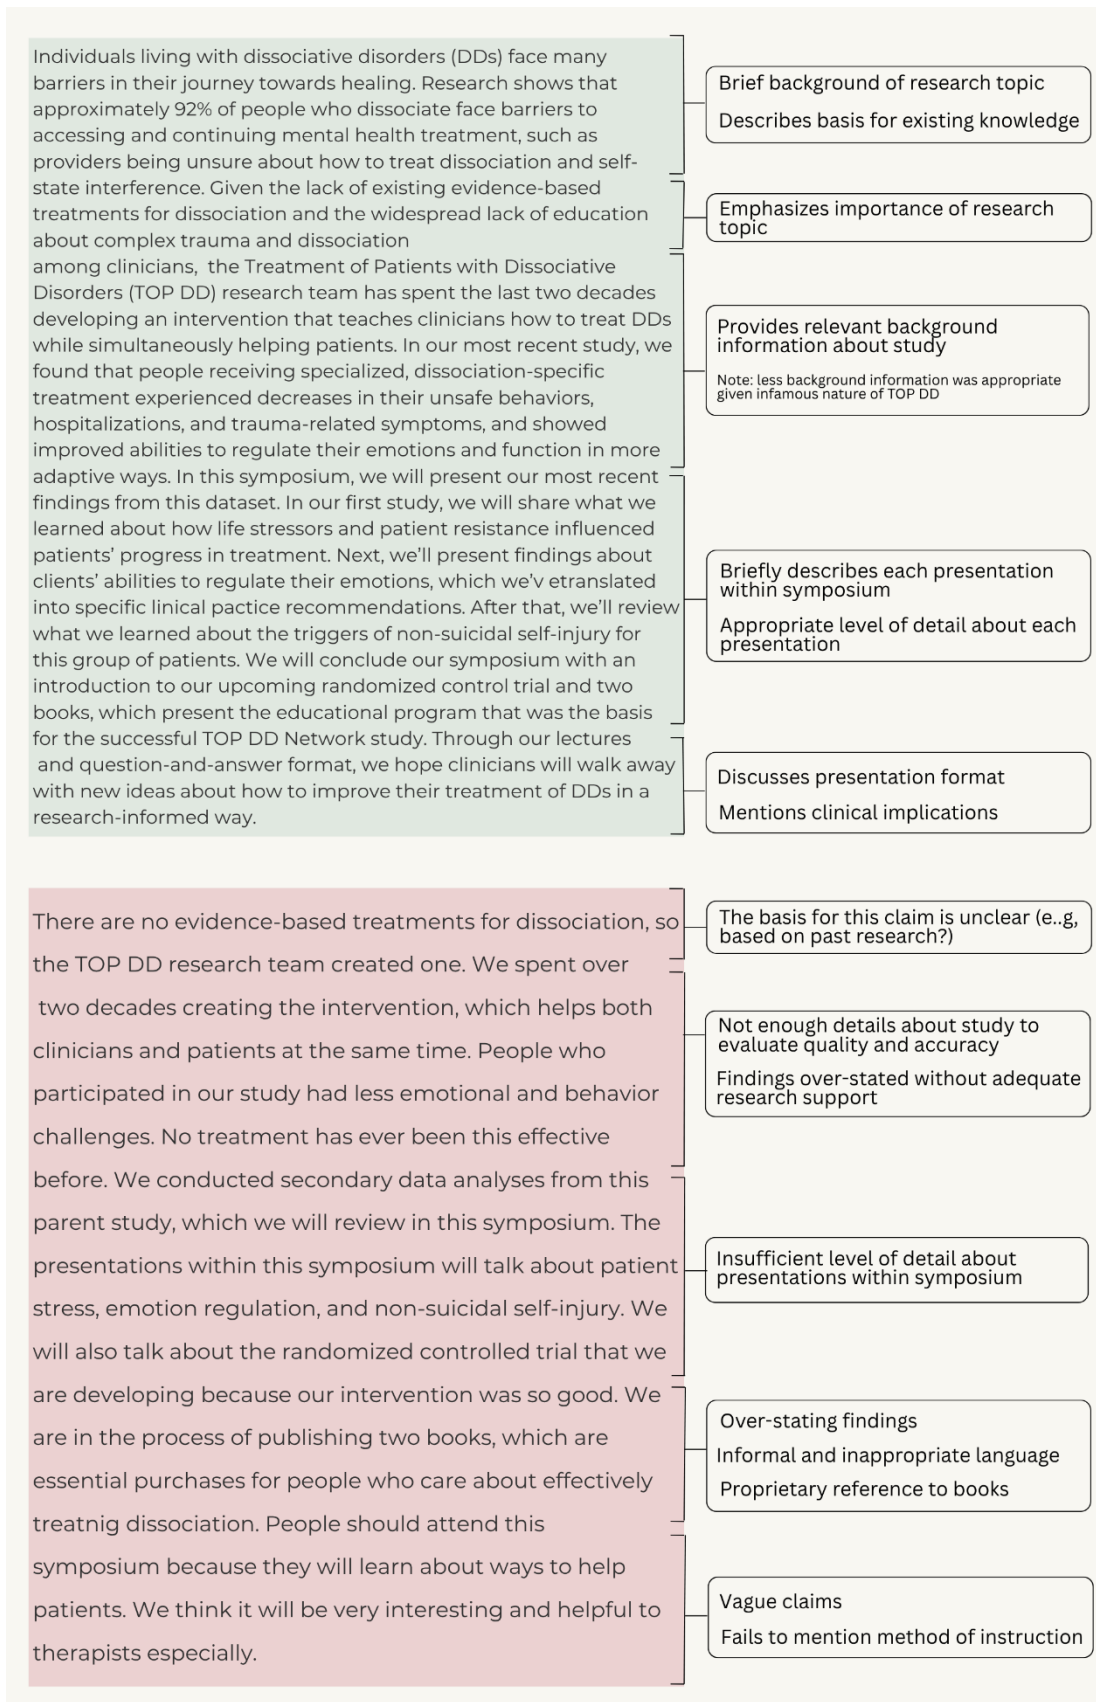 Individuals living with dissociative disorders (DDs) face many
barriers in their journey towards healing. Research shows that
approximately 92% of people who dissociate face barriers to
accessing and continuing mental health treatment, such as
providers being unsure about how to treat dissociation and self-
state interference. Given the lack of existing evidence-based
treatments for dissociation and the widespread lack of education
about complex trauma and dissociation
among clinicians,  the Treatment of Patients with Dissociative
Disorders (TOP DD) research team has spent the last two decades
developing an intervention that teaches clinicians how to treat DDs
while simultaneously helping patients. In our most recent study, we
found that people receiving specialized, dissociation-specific
treatment experienced decreases in their unsafe behaviors,
hospitalizations, and trauma-related symptoms, and showed
improved abilities to regulate their emotions and function in more
adaptive ways. In this symposium, we will present our most recent
findings from this dataset. In our first study, we will share what we
learned about how life stressors and patient resistance influenced
patients' progress in treatment. Next, we'll present findings about
clients' abilities to regulate their emotions, which we'v etranslated
into specific linical pactice recommendations. After that, we'll review
what we learned about the triggers of non-suicidal self-injury for
this group of patients. We will conclude our symposium with an
introduction to our upcoming randomized control trial and two
books, which present the educational program that was the basis
for the successful TOP DD Network study. Through our lectures
and question-and-answer format, we hope clinicians will walk away
with new ideas about how to improve their treatment of DDs in a
research-informed way.
Brief background of research topic
Describes basis for existing knowledge
Emphasizes importance of research
topic
Provides relevant background
information about study
Note: less background information was appropriate
given infamous nature of TOP DD
Briefly describes each presentation
within symposium
Appropriate level of detail about each
presentation
Discusses presentation format
Mentions clinical implications
There are no evidence-based treatments for dissociation, so
the TOP DD research team created one. We spent over
two decades creating the intervention, which helps both
clinicians and patients at the same time. People who
participated in our study had less emotional and behavior
challenges. No treatment has ever been this effective
before. We conducted secondary data analyses from this
parent study, which we will review in this symposium. The
presentations within this symposium will talk about patient
stress, emotion regulation, and non-suicidal self-injury. We
will also talk about the randomized controlled trial that we
are developing because our intervention was so good. We
are in the process of publishing two books, which are
essential purchases for people who care about effectively
treatnig dissociation. People should attend this
symposium because they will learn about ways to help
patients. We think it will be very interesting and helpful to
therapists especially.
The basis for this claim is unclear (e..g,
based on past research?)
Not enough details about study to
evaluate quality and accuracy
Findings over-stated without adequate
research support
Insufficient level of detail about
presentations within symposium
Over-stating findings
Informal and inappropriate language
Proprietary reference to books
Vague claims
Fails to mention method of instruction